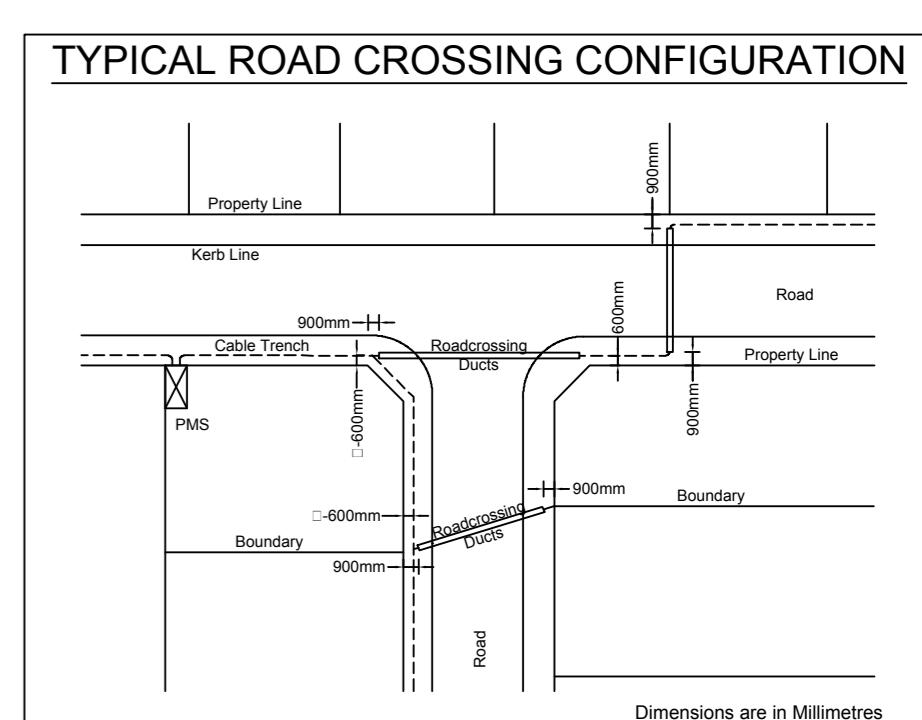 TYPICAL ROAD CROSSING CONFIGURATION
900mm
Property Line
Kerb Line
Road
900mm
600mm
Cable Trench
Roadcrossing
Ducts
Property Line
PMS
□-600mm
900mm
900mm
Boundary
□-600mm
Roadcrossing
Ducts
Boundary
900mm
Road
Dimensions are in Millimetres